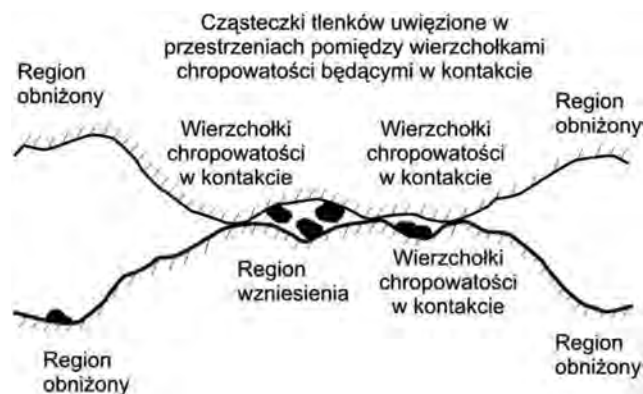 Cząsteczki tlenków uwięzione w
przestrzeniach pomiędzy wierzchołkami
chropowatości będącymi w kontakcie
Region
obniżony
Region
obniżony
Wierzchołki
chropowatości
w kontakcie
Wierzchołki
chropowatości
w kontakcie
Region
wzniesienia
Wierzchołki
chropowatości
w kontakcie
Region
obniżony
Region
obniżony